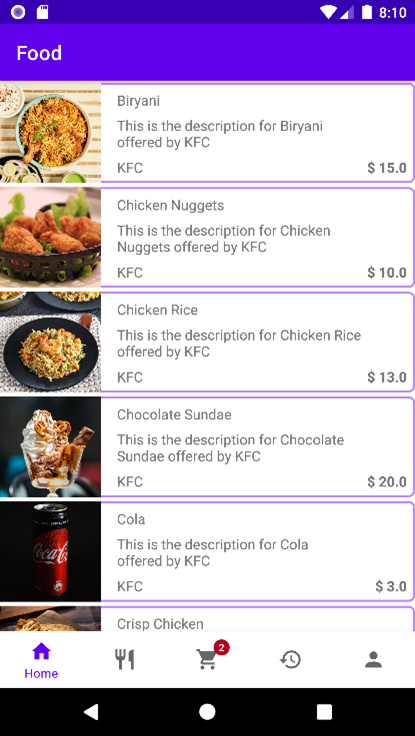 8:10
Food
Biryani
This is the description for Biryani
offered by KFC
KFC
$ 15.0
Chicken Nuggets
This is the description for Chicken
Nuggets offered by KFC
KFC
$ 10.0
Chicken Rice
This is the description for Chicken Rice
offered by KFC
KFC
$ 13.0
Chocolate Sundae
This is the description for Chocolate
Sundae offered by KFC
KFC
$ 20.0
Coca-Cola
Cola
This is the description for Cola
offered by KFC
KFC
$ 3.0
Crisp Chicken
2
Home